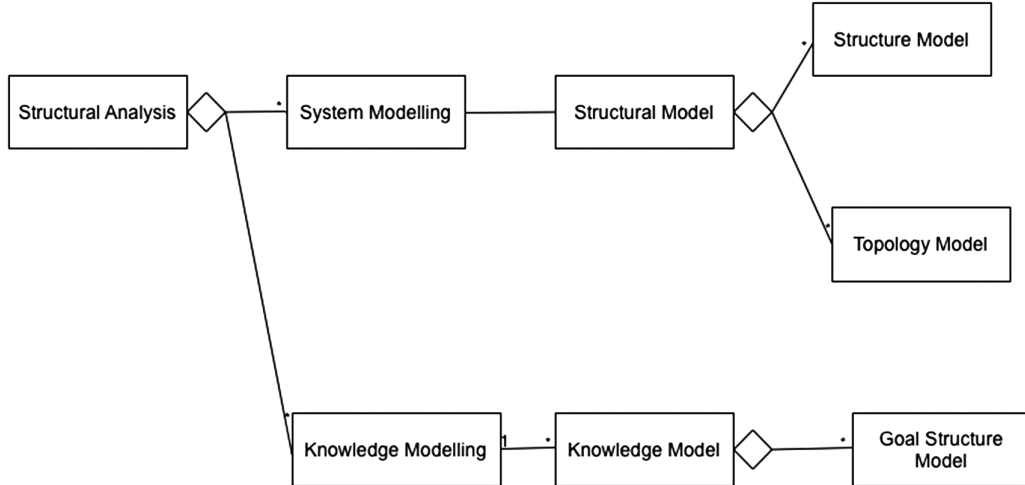 Structure Model
*
Structural Analysis
*
System Modelling
Structural Model
*
Topology Model
*
Knowledge Modelling
1
*
Knowledge Model
*
Goal Structure
Model